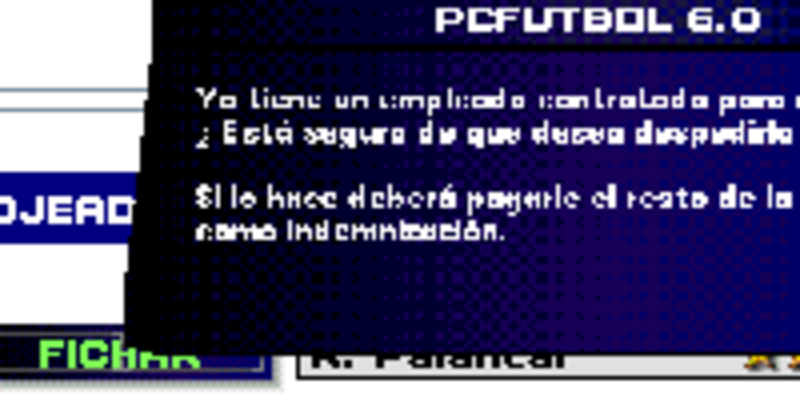 PCFUTBOL 6.0
Ya tiene un empleado contratado para
¿ Está seguro de que desea despedirlo
Si lo hace deberá pagarle el resto de la
como indemnización.
OJEAD
FICHAR
R. Palancar